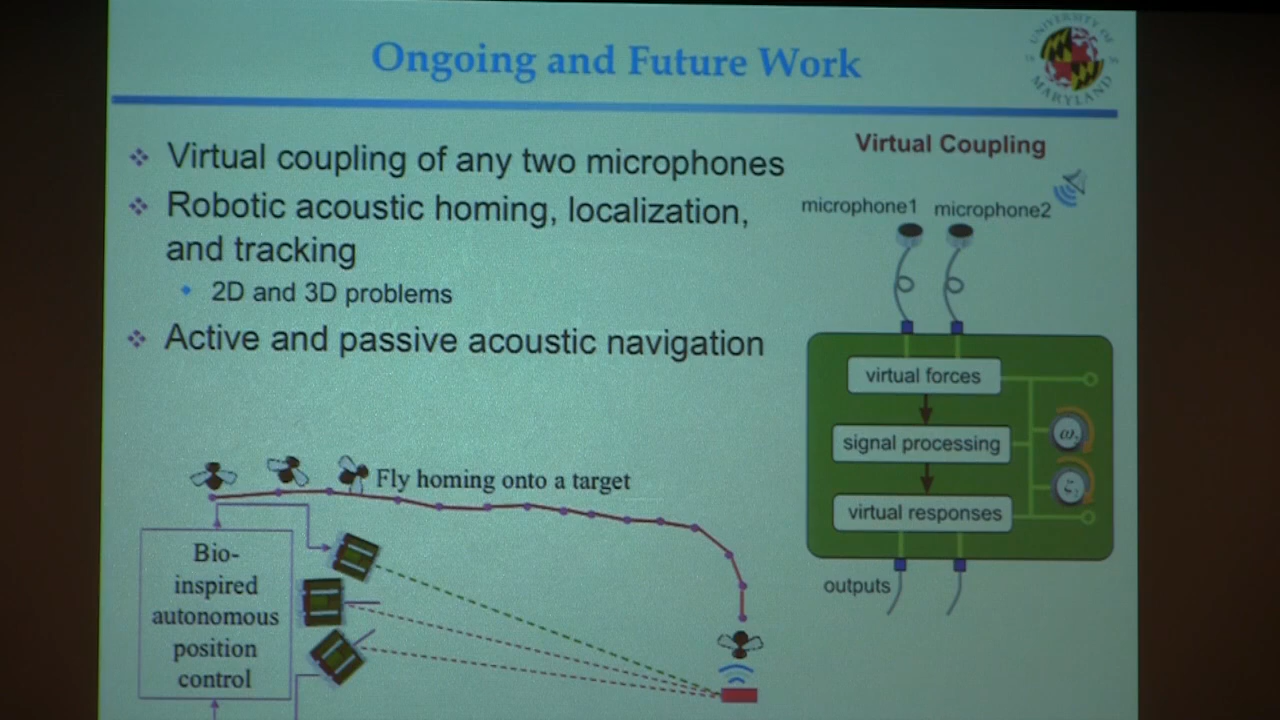 Ongoing and Future Work
UNIVERSITY OF
MARYLAND
Virtual coupling of any two microphones
Robotic acoustic homing, localization,
and tracking
2D and 3D problems
Active and passive acoustic navigation
Virtual Coupling
microphone1 microphone2
virtual forces
signal processing
virtual responses
outputs
Fly homing onto a target
Bio-
inspired
autonomous
position
control